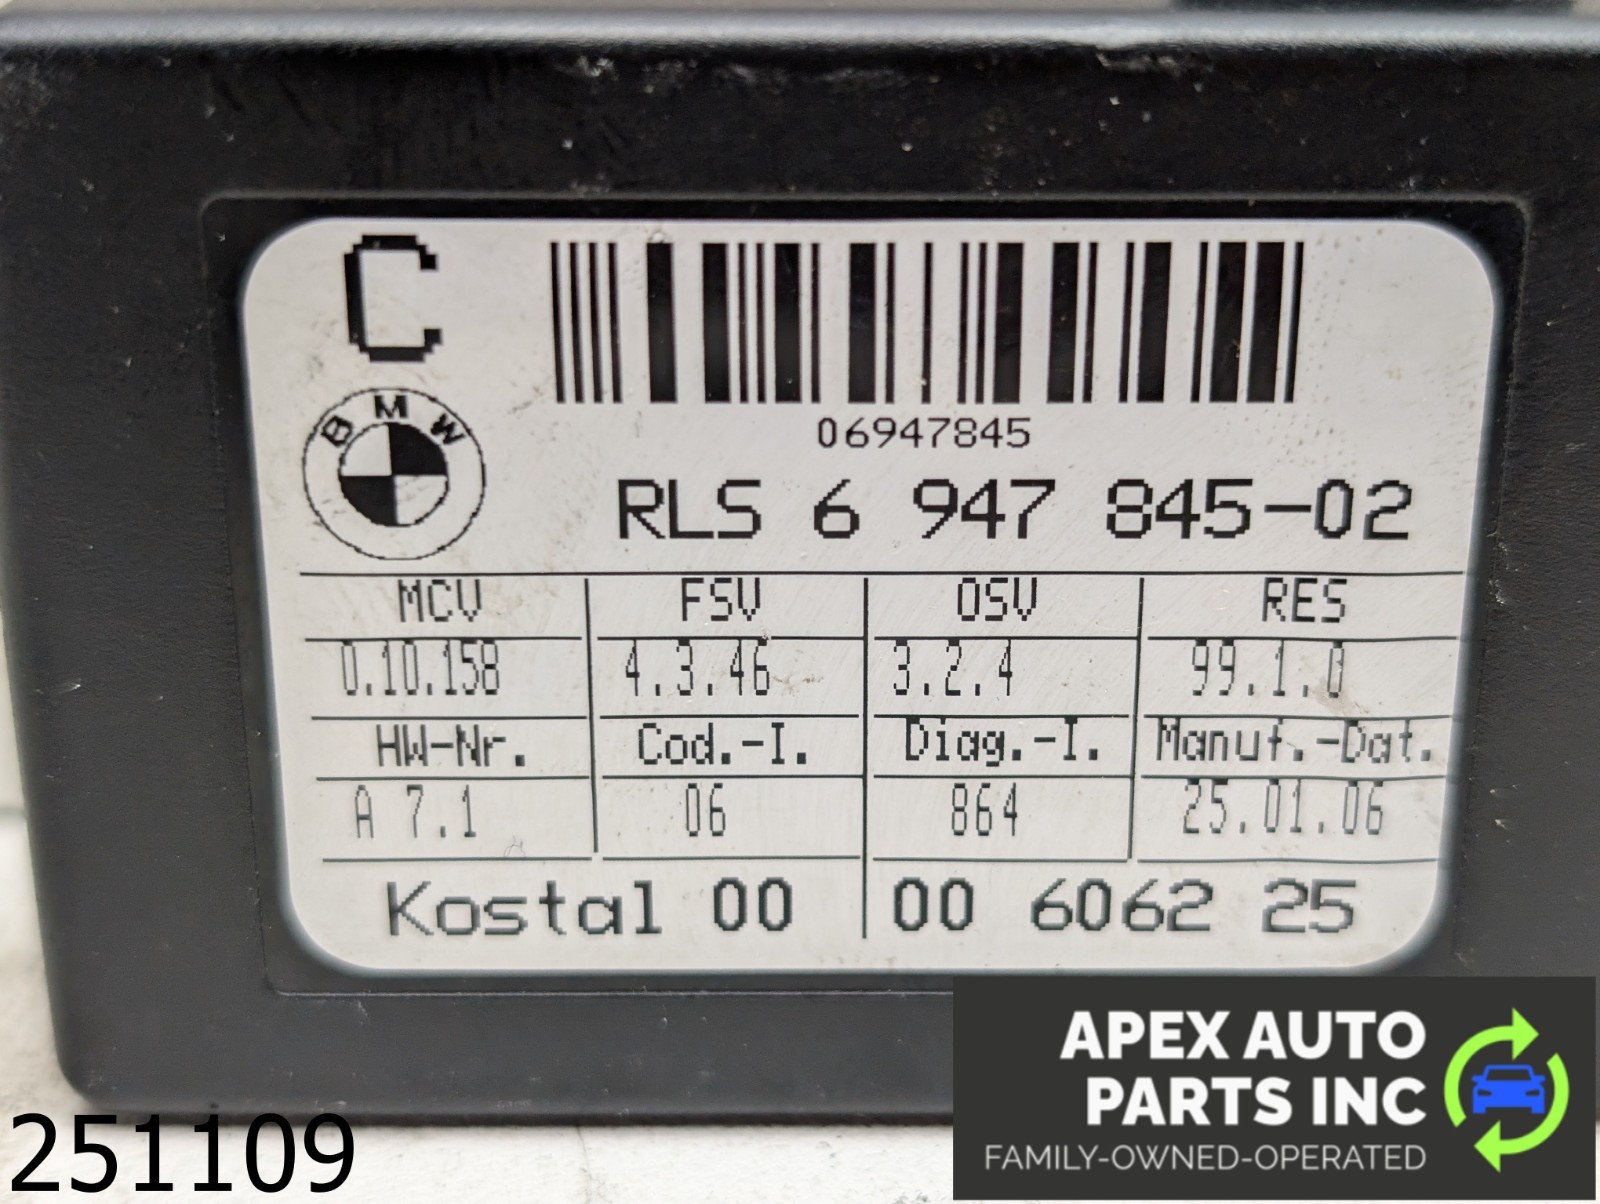 C
BMW
06947845
RLS 6 947 845-02
MCV FSV OSV RES
0.10.158 4.3.46 3.2.4 99.1.0
HW-Nr. Cod.-I. Diag.-I. Manuf.-Dat.
A 7.1 06 864 25.01.06
Kostal 00 00 6062 25
251109
APEX AUTO
PARTS INC
FAMILY-OWNED-OPERATED